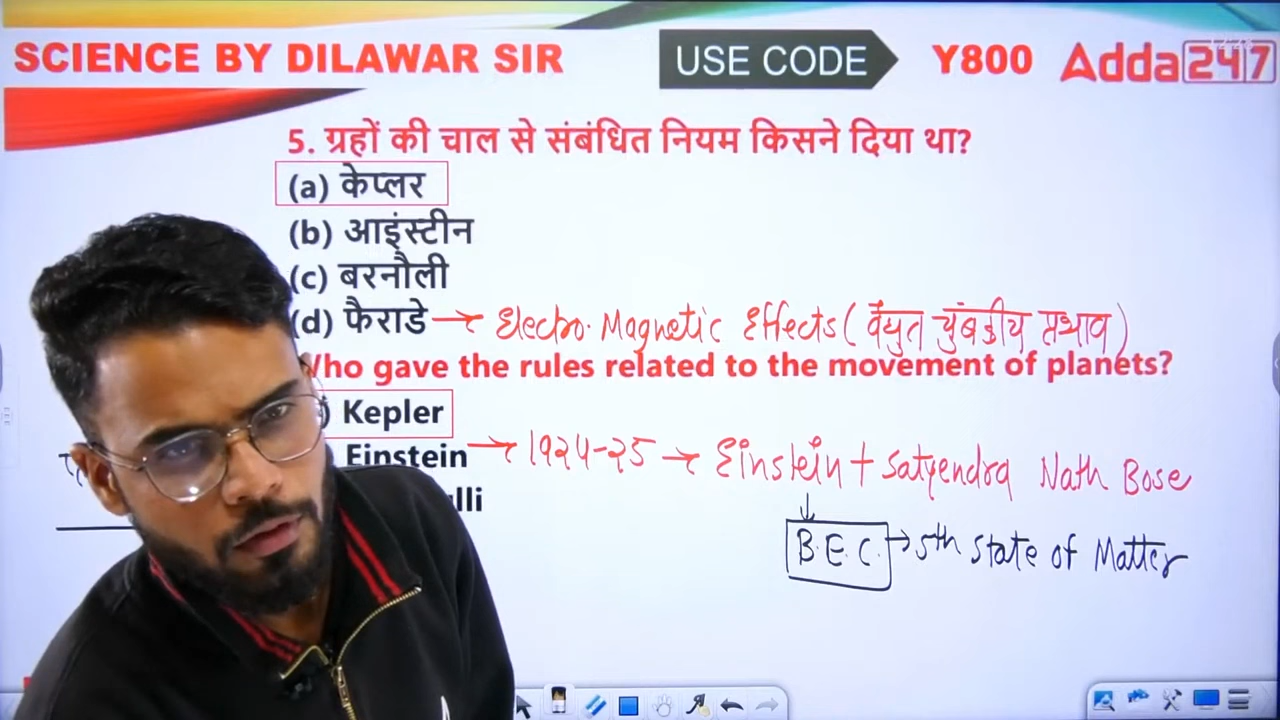 SCIENCE BY DILAWAR SIR USE CODE Y800 Adda247
5. ग्रहों की चाल से संबंधित नियम किसने दिया था?
(a) केप्लर
(b) आइंस्टीन
(c) बरनौली
(d) फैराडे → Electro. Magnetic Effects (वैद्युत चुंबकीय प्रभाव)
Who gave the rules related to the movement of planets?
) Kepler
Einstein → 1924-25 → Einstein + Satyendra Nath Bose
lli
B.E.C. → 5th State of Matter